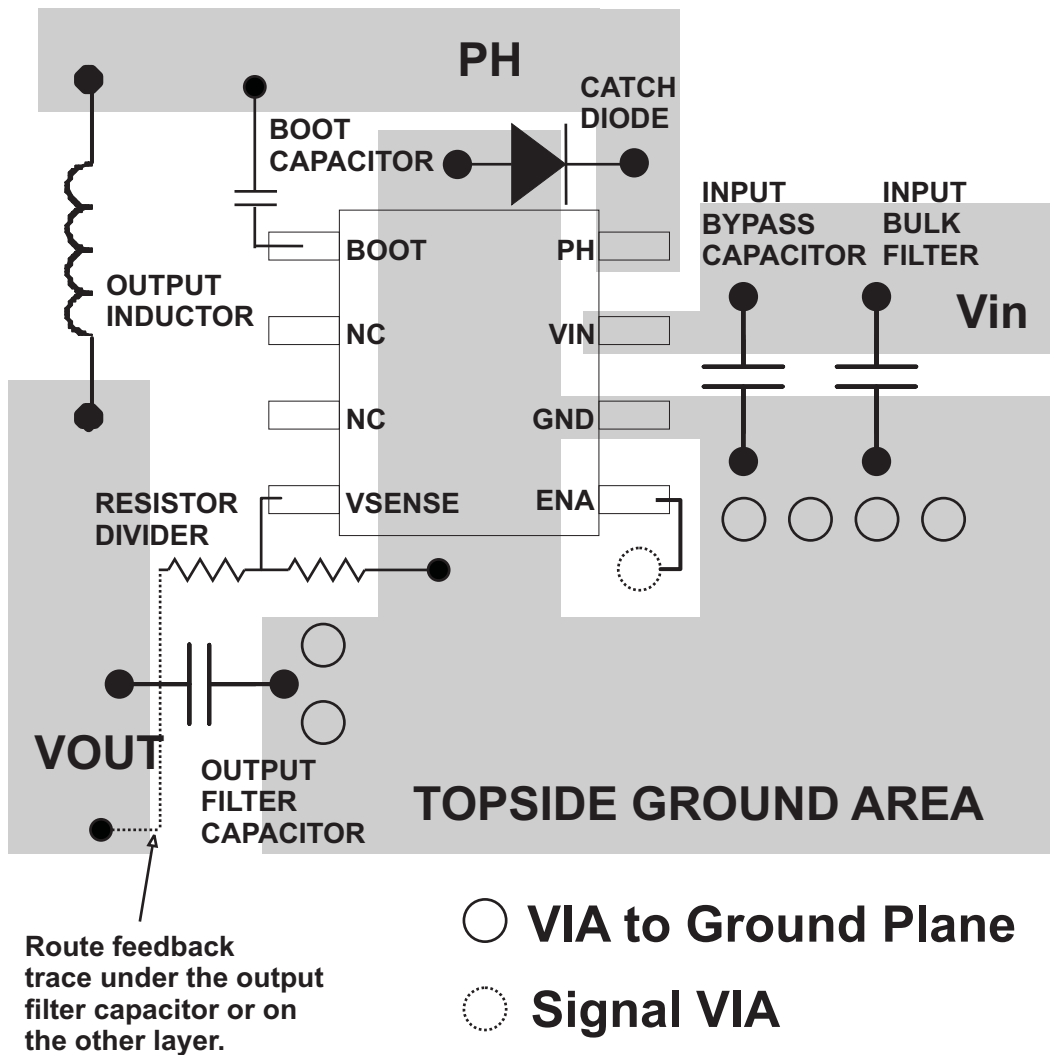 PH
CATCH
DIODE
BOOT
CAPACITOR
INPUT
BYPASS
CAPACITOR
INPUT
BULK
FILTER
Vin
OUTPUT
INDUCTOR
BOOT
PH
NC
VIN
NC
GND
VSENSE
ENA
RESISTOR
DIVIDER
VOUT
OUTPUT
FILTER
CAPACITOR
TOPSIDE GROUND AREA
Route feedback
trace under the output
filter capacitor or on
the other layer.
VIA to Ground Plane
Signal VIA